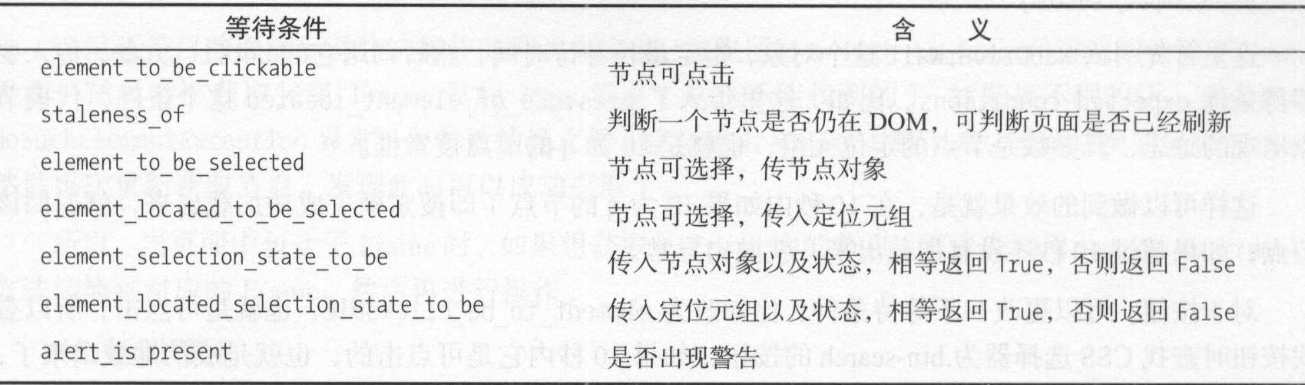 等待条件 含 义
element_to_be_clickable 节点可点击
staleness_of 判断一个节点是否仍在 DOM，可判断页面是否已经刷新
element_to_be_selected 节点可选择，传节点对象
element_located_to_be_selected 节点可选择，传入定位元组
element_selection_state_to_be 传入节点对象以及状态，相等返回 True，否则返回 False
element_located_selection_state_to_be 传入定位元组以及状态，相等返回 True，否则返回 False
alert_is_present 是否出现警告